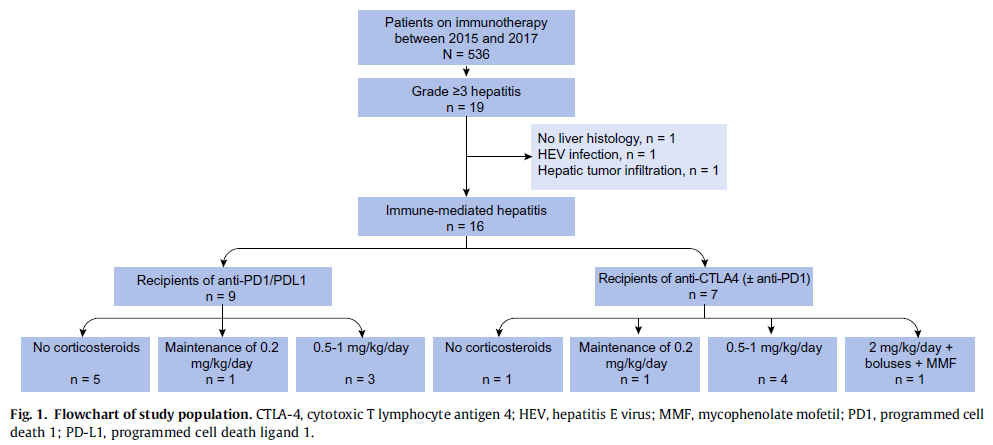 Patients on immunotherapy
between 2015 and 2017
N = 536
Grade ≥3 hepatitis
n = 19
No liver histology, n = 1
HEV infection, n = 1
Hepatic tumor infiltration, n = 1
Immune-mediated hepatitis
n = 16
Recipients of anti-PD1/PDL1
n = 9
Recipients of anti-CTLA4 (± anti-PD1)
n = 7
No corticosteroids
n = 5
Maintenance of 0.2
mg/kg/day
n = 1
0.5-1 mg/kg/day
n = 3
No corticosteroids
n = 1
Maintenance of 0.2
mg/kg/day
n = 1
0.5-1 mg/kg/day
n = 4
2 mg/kg/day +
boluses + MMF
n = 1
Fig. 1. Flowchart of study population. CTLA-4, cytotoxic T lymphocyte antigen 4; HEV, hepatitis E virus; MMF, mycophenolate mofetil; PD1, programmed cell
death 1; PD-L1, programmed cell death ligand 1.